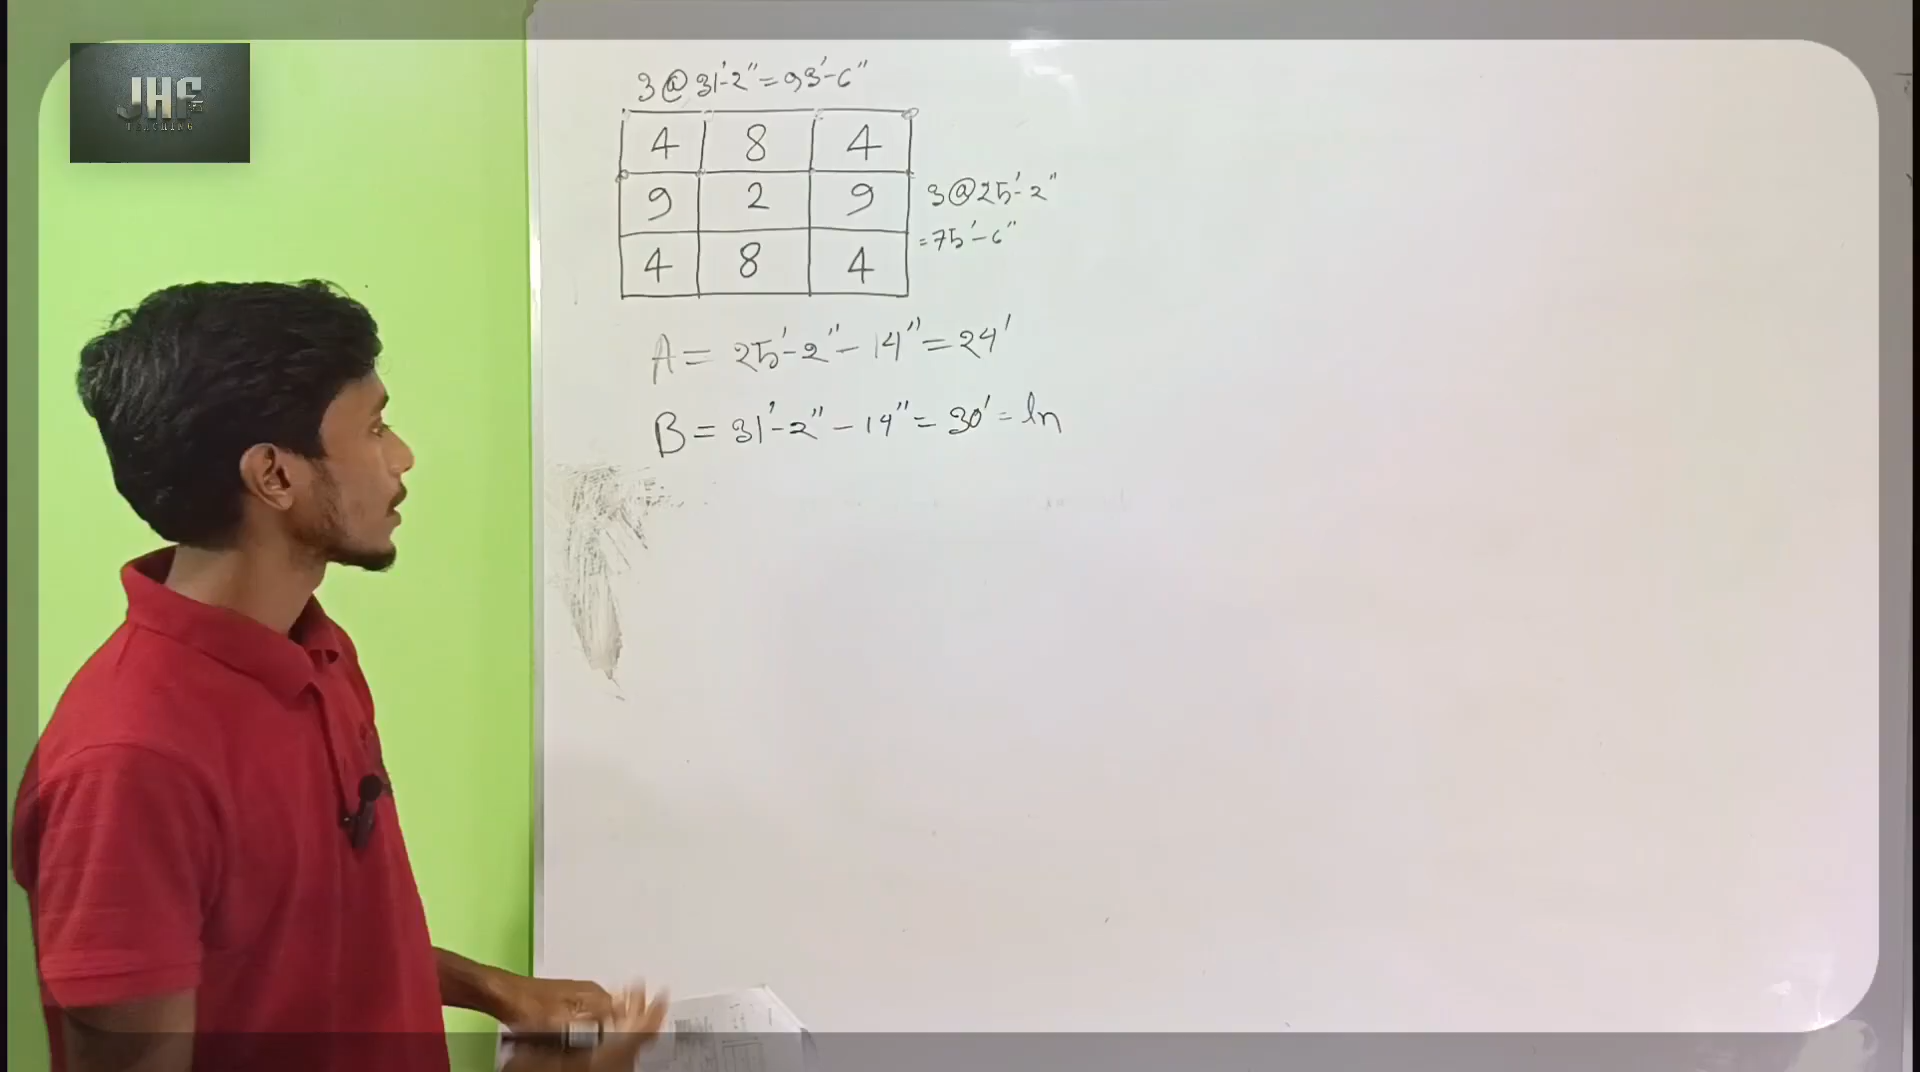 JHF
TEACHING
3@31'-2"=93'-6"
4 8 4
9 2 9
3@25'-2"
=75'-6"
4 8 4
A= 25'-2"-14"=24'
B= 31'-2"-14"=30'=ln